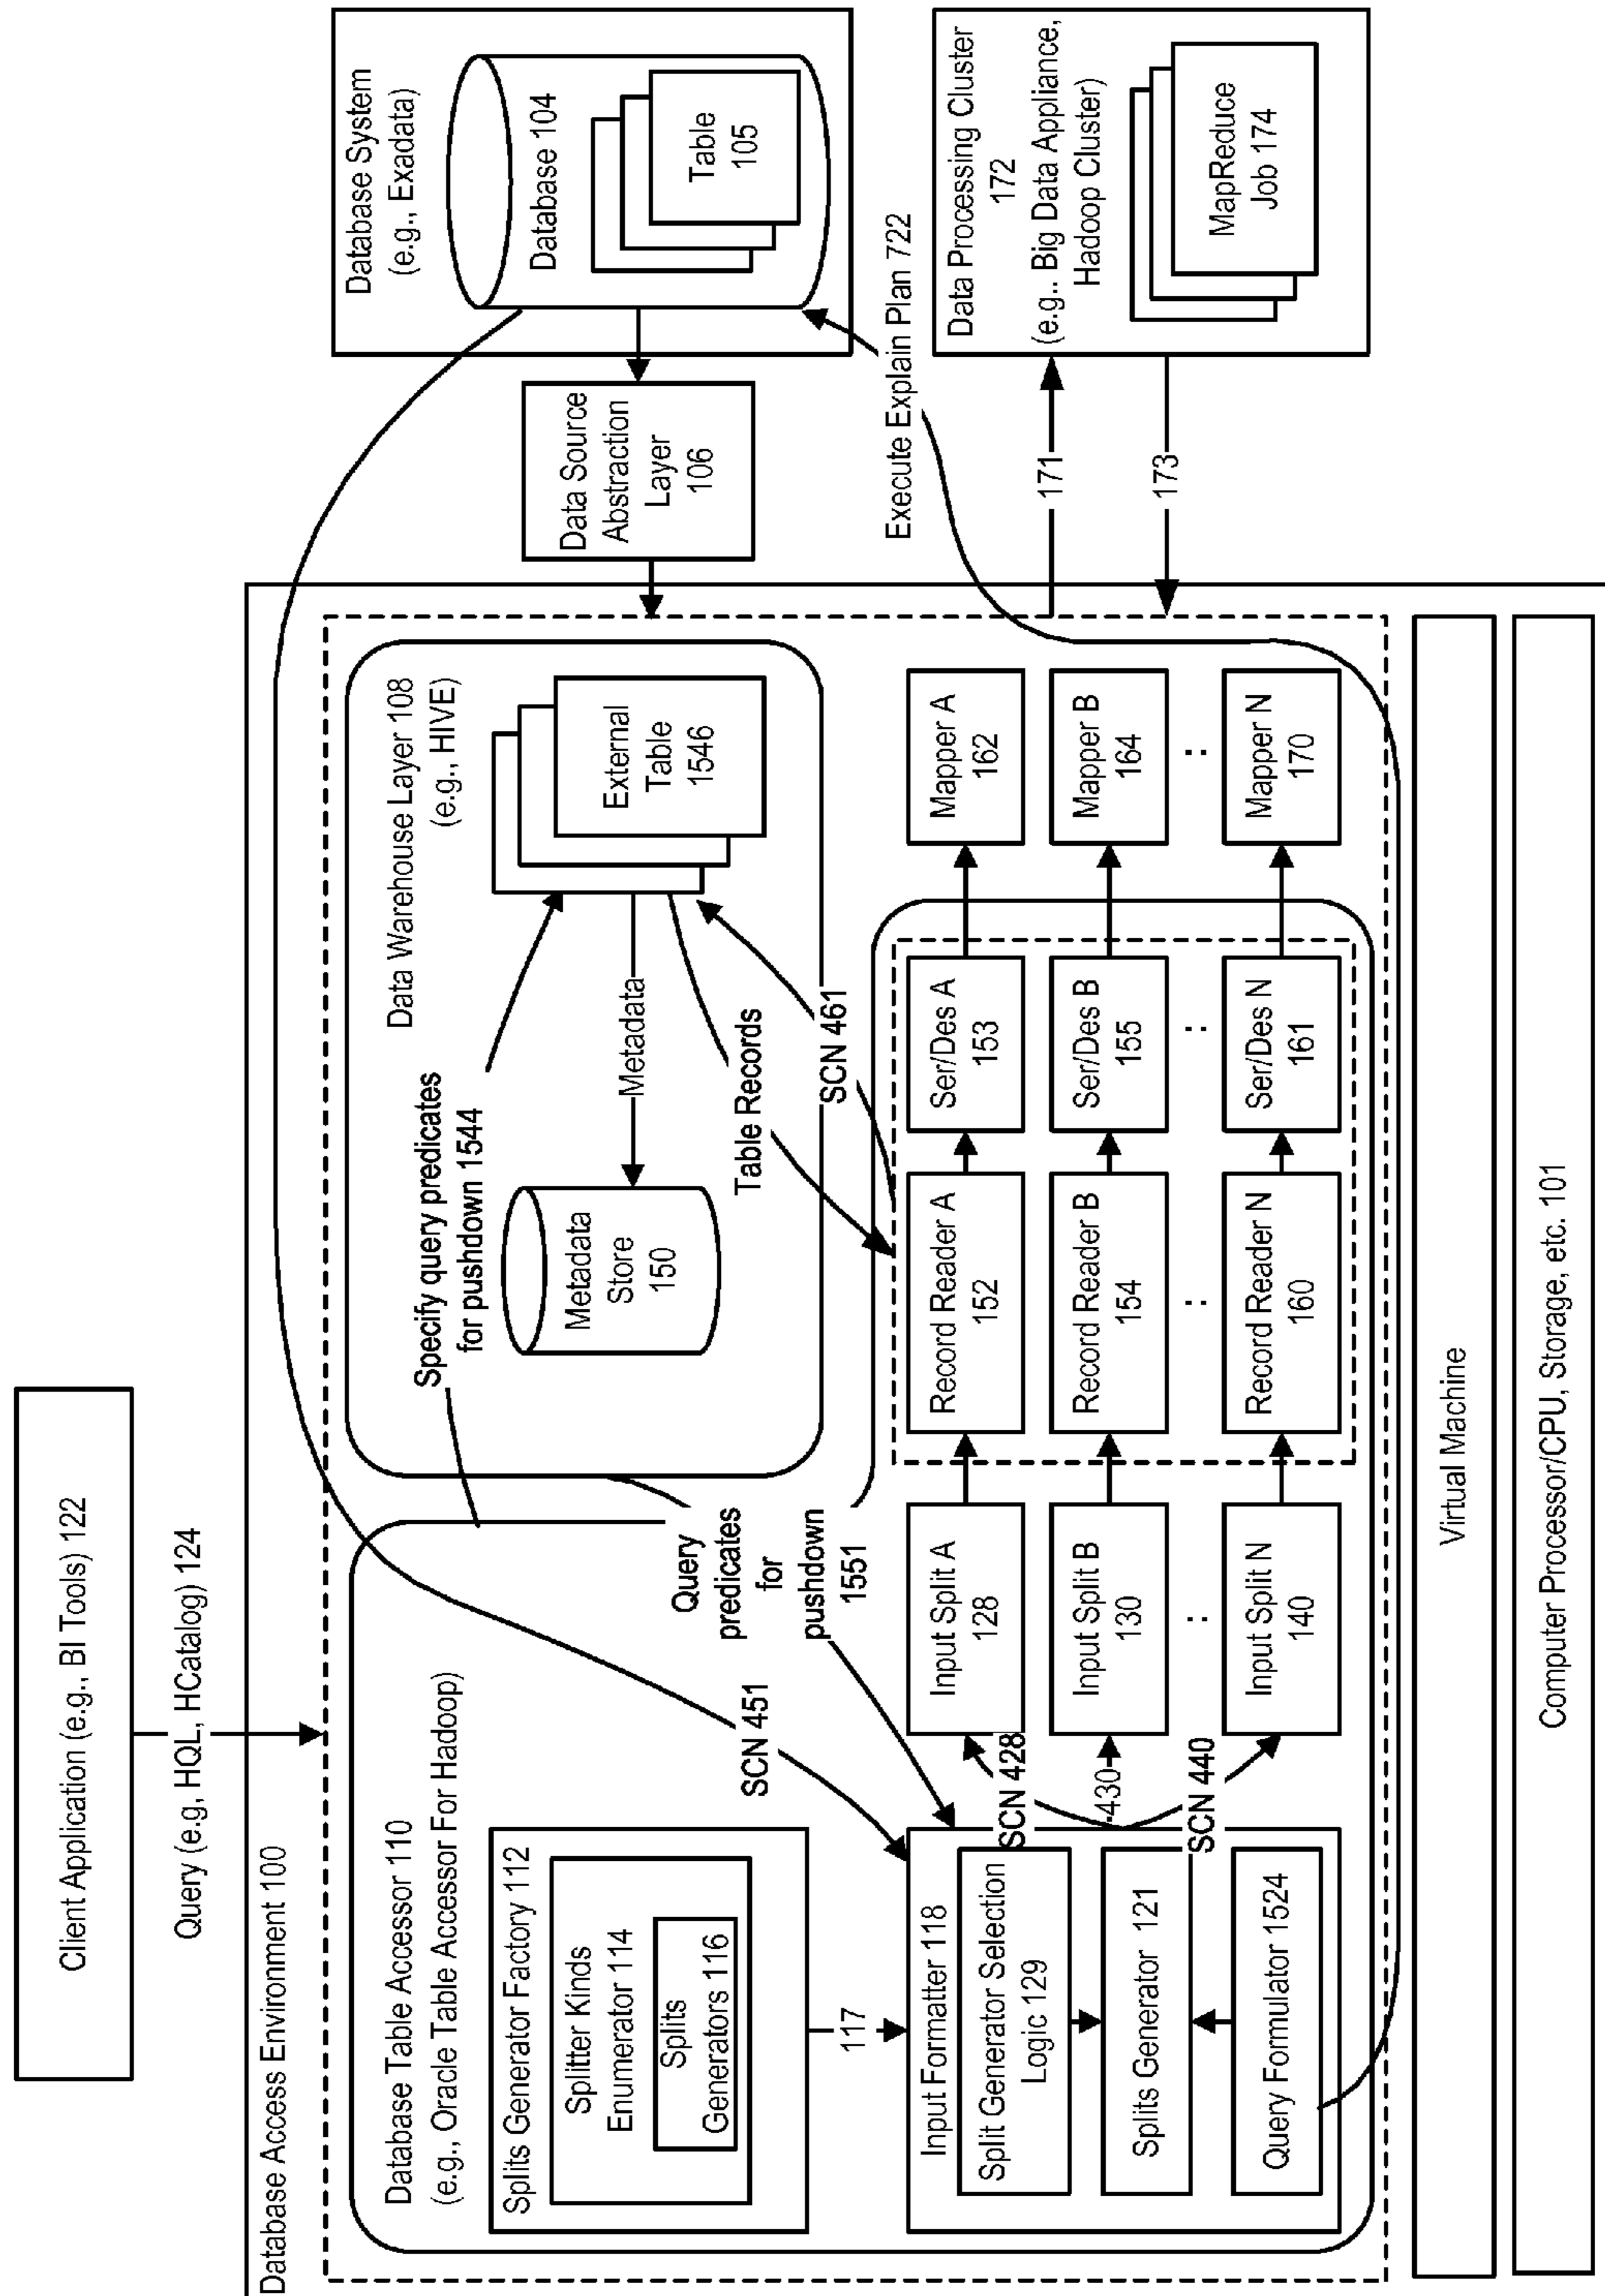 Client Application (e.g., BI Tools) 122
Query (e.g, HQL, HCatalog) 124
Database Access Environment 100
Database Table Accessor 110
(e.g., Oracle Table Accessor For Hadoop)
Splits Generator Factory 112
Splitter Kinds
Enumerator 114
Splits
Generators 116
117
Input Formatter 118
Split Generator Selection
Logic 129
Splits Generator 121
Query Formulator 1524
SCN 451
Query
predicates
for
pushdown
1551
SCN 428
430
SCN 440
Input Split A
128
Input Split B
130
:
Input Split N
140
Specify query predicates
for pushdown 1544
Data Warehouse Layer 108
(e.g., HIVE)
Metadata
Store
150
Metadata
External
Table
1546
Table Records
SCN 461
Record Reader A
152
Record Reader B
154
:
Record Reader N
160
Ser/Des A
153
Ser/Des B
155
:
Ser/Des N
161
Mapper A
162
Mapper B
164
:
Mapper N
170
Data Source
Abstraction
Layer
106
Database System
(e.g., Exadata)
Database 104
Table
105
Execute Explain Plan 722
171
173
Data Processing Cluster
172
(e.g.. Big Data Appliance,
Hadoop Cluster)
MapReduce
Job 174
Virtual Machine
Computer Processor/CPU, Storage, etc. 101